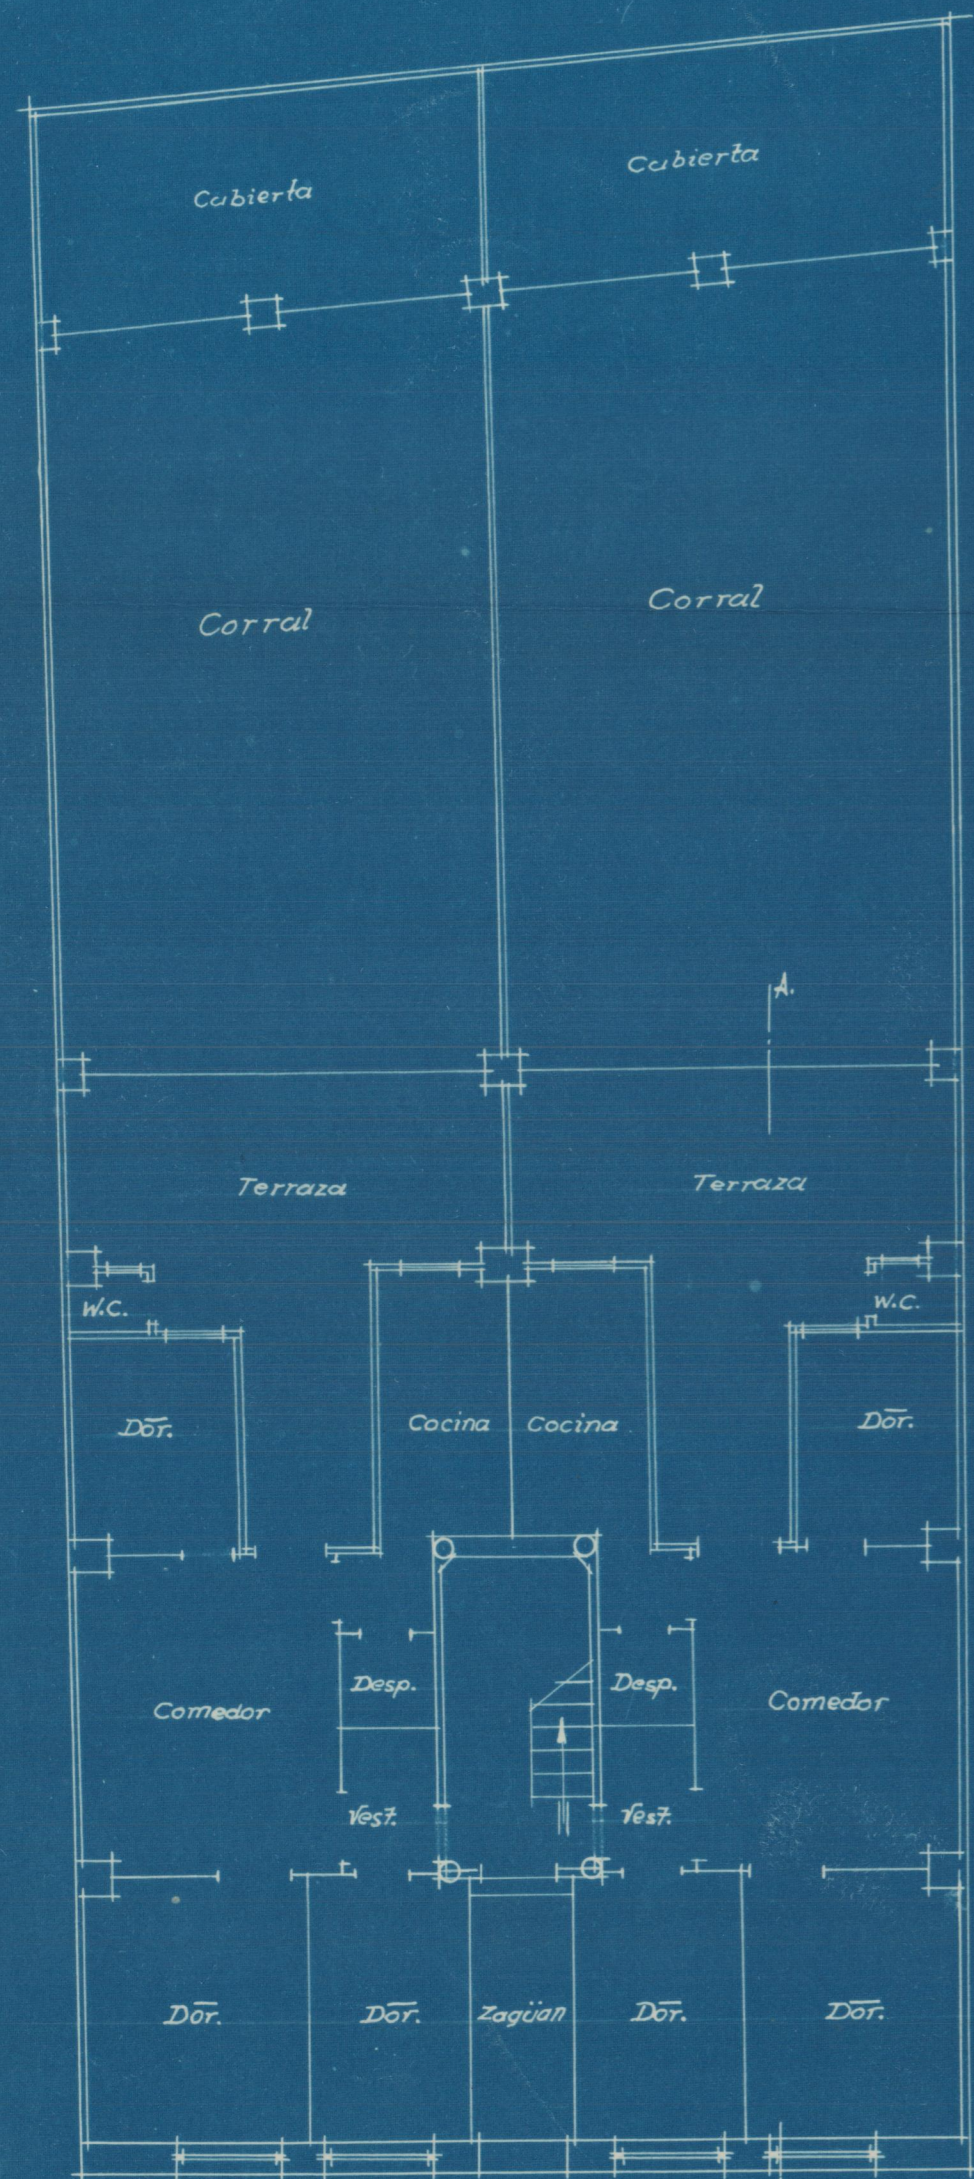 Cubierta
Cubierta
Corral
Corral
A.
Terraza
Terraza
W.C.
W.C.
Dor.
Cocina
Cocina
Dor.
Desp.
Desp.
Comedor
Comedor
Vest.
Vest.
Dor.
Dor.
Zagüan
Dor.
Dor.